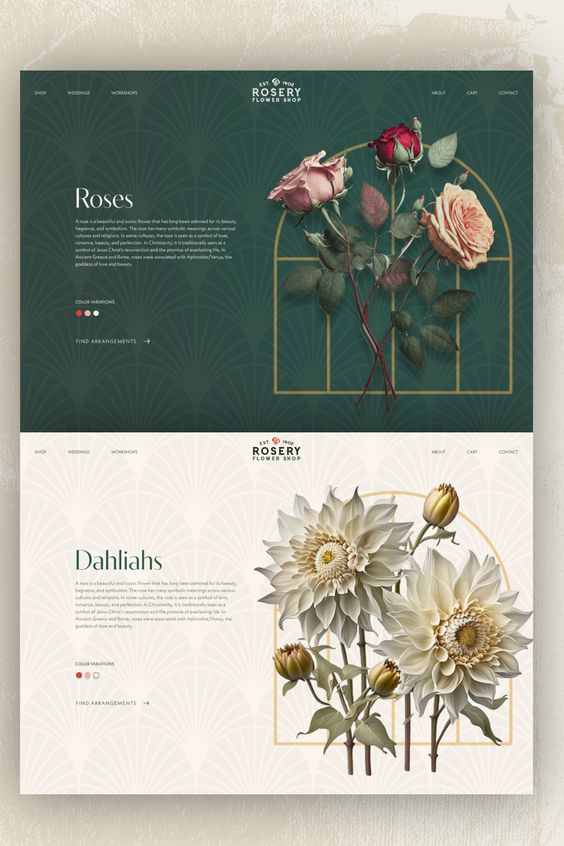 SHOP WEDDINGS WORKSHOPS EST. 1902 ABOUT CART CONTACT
ROSERY
FLOWER SHOP
Roses
A rose is a beautiful and iconic flower that has long been admired for its beauty,
fragrance, and symbolism. The rose has many symbolic meanings across various
cultures and religions. In some cultures, the rose is seen as a symbol of love,
romance, beauty, and perfection. In Christianity, it is traditionally seen as a
symbol of Jesus Christ's resurrection and the promise of everlasting life. In
Ancient Greece and Rome, roses were associated with Aphrodite/Venus, the
goddess of love and beauty.
COLOR VARIATIONS
FIND ARRANGEMENTS →
SHOP WEDDINGS WORKSHOPS EST. 1902 ABOUT CART CONTACT
ROSERY
FLOWER SHOP
Dahliahs
A rose is a beautiful and iconic flower that has long been admired for its beauty,
fragrance, and symbolism. The rose has many symbolic meanings across various
cultures and religions. In some cultures, the rose is seen as a symbol of love,
romance, beauty, and perfection. In Christianity, it is traditionally seen as a
symbol of Jesus Christ's resurrection and the promise of everlasting life. In
Ancient Greece and Rome, roses were associated with Aphrodite/Venus, the
goddess of love and beauty.
COLOR VARIATIONS
FIND ARRANGEMENTS →